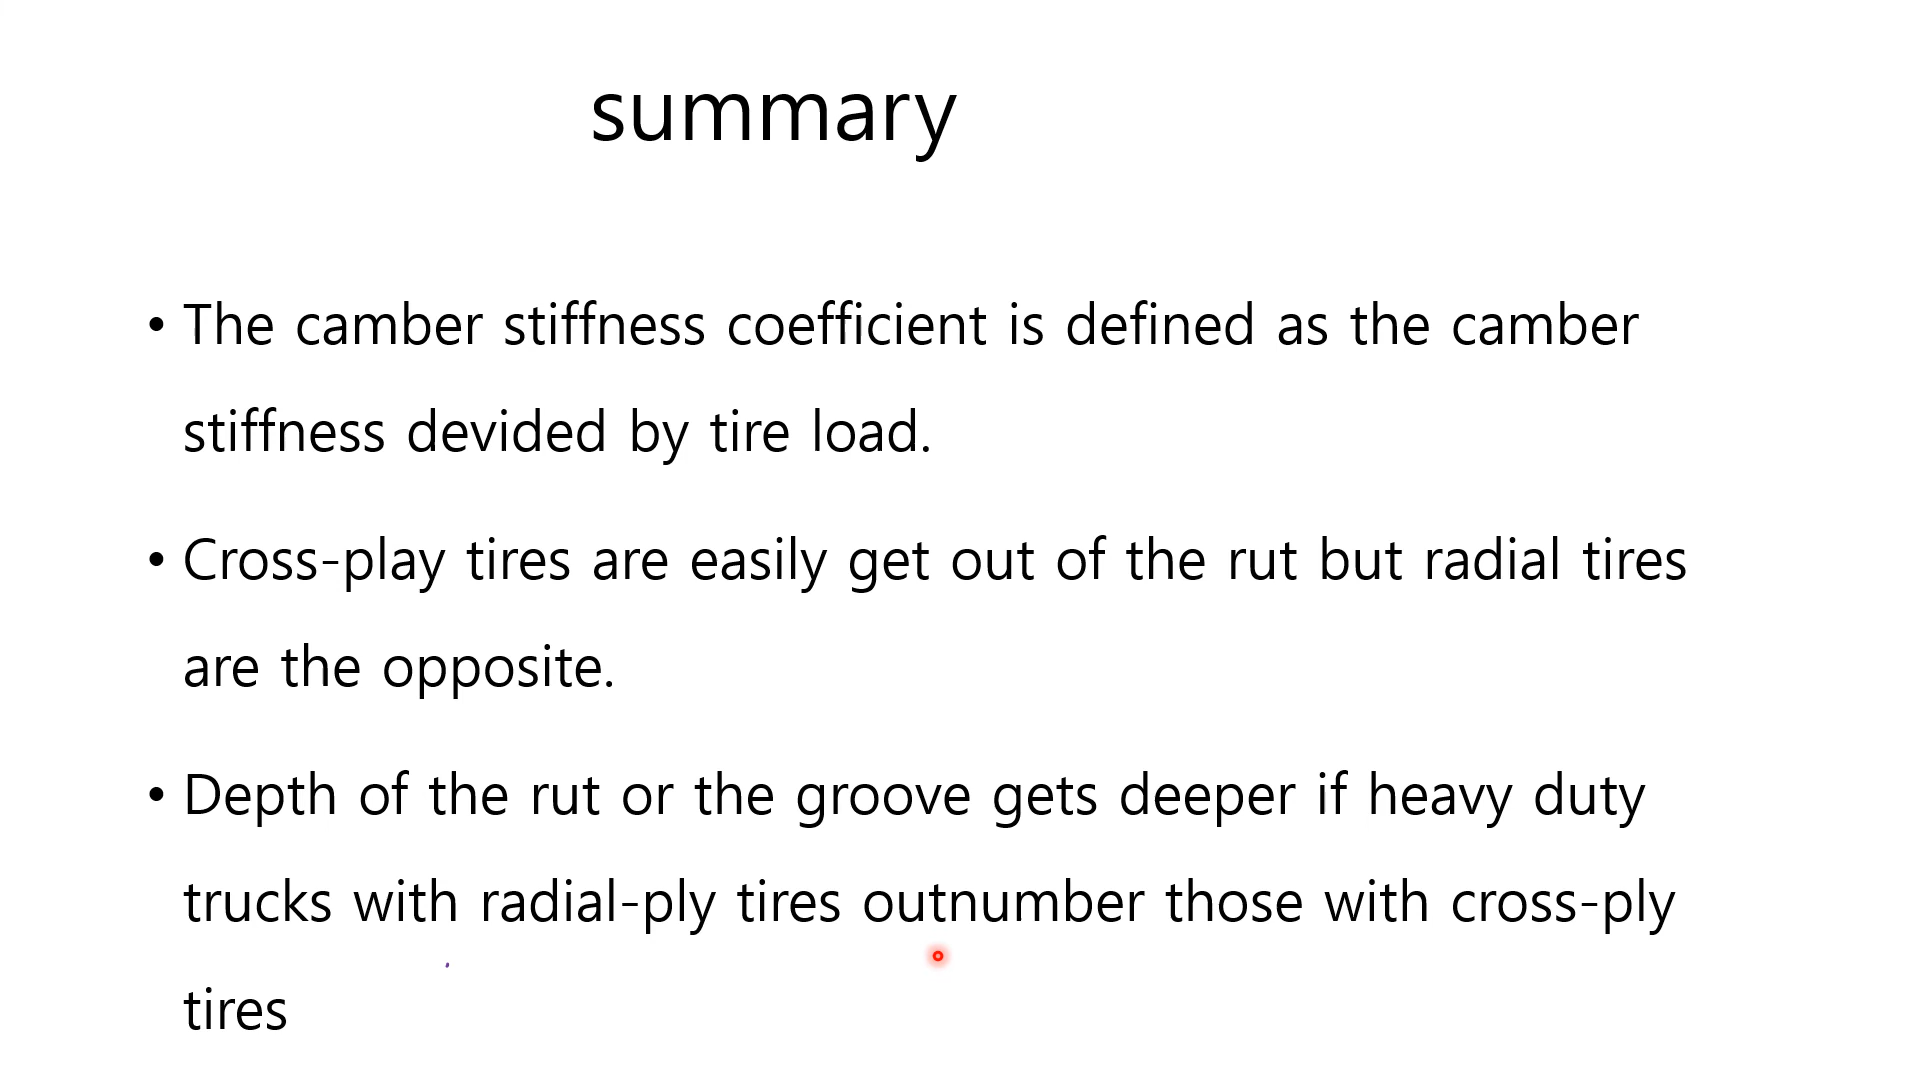 summary
• The camber stiffness coefficient is defined as the camber
stiffness devided by tire load.
• Cross-play tires are easily get out of the rut but radial tires
are the opposite.
• Depth of the rut or the groove gets deeper if heavy duty
trucks with radial-ply tires outnumber those with cross-ply
tires